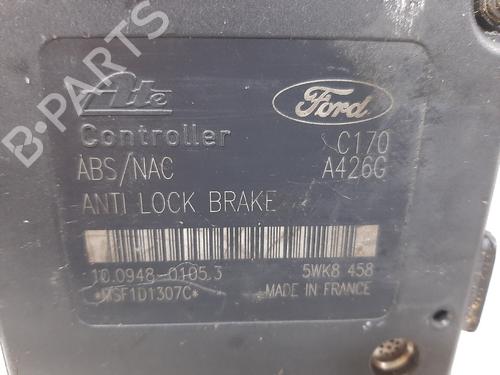 B-PARTS
Ate
Ford
Controller C170
ABS/NAC A426G
ANTI LOCK BRAKE
10.0948-0105.3 5WK8 458
*WSF1D1307C* MADE IN FRANCE